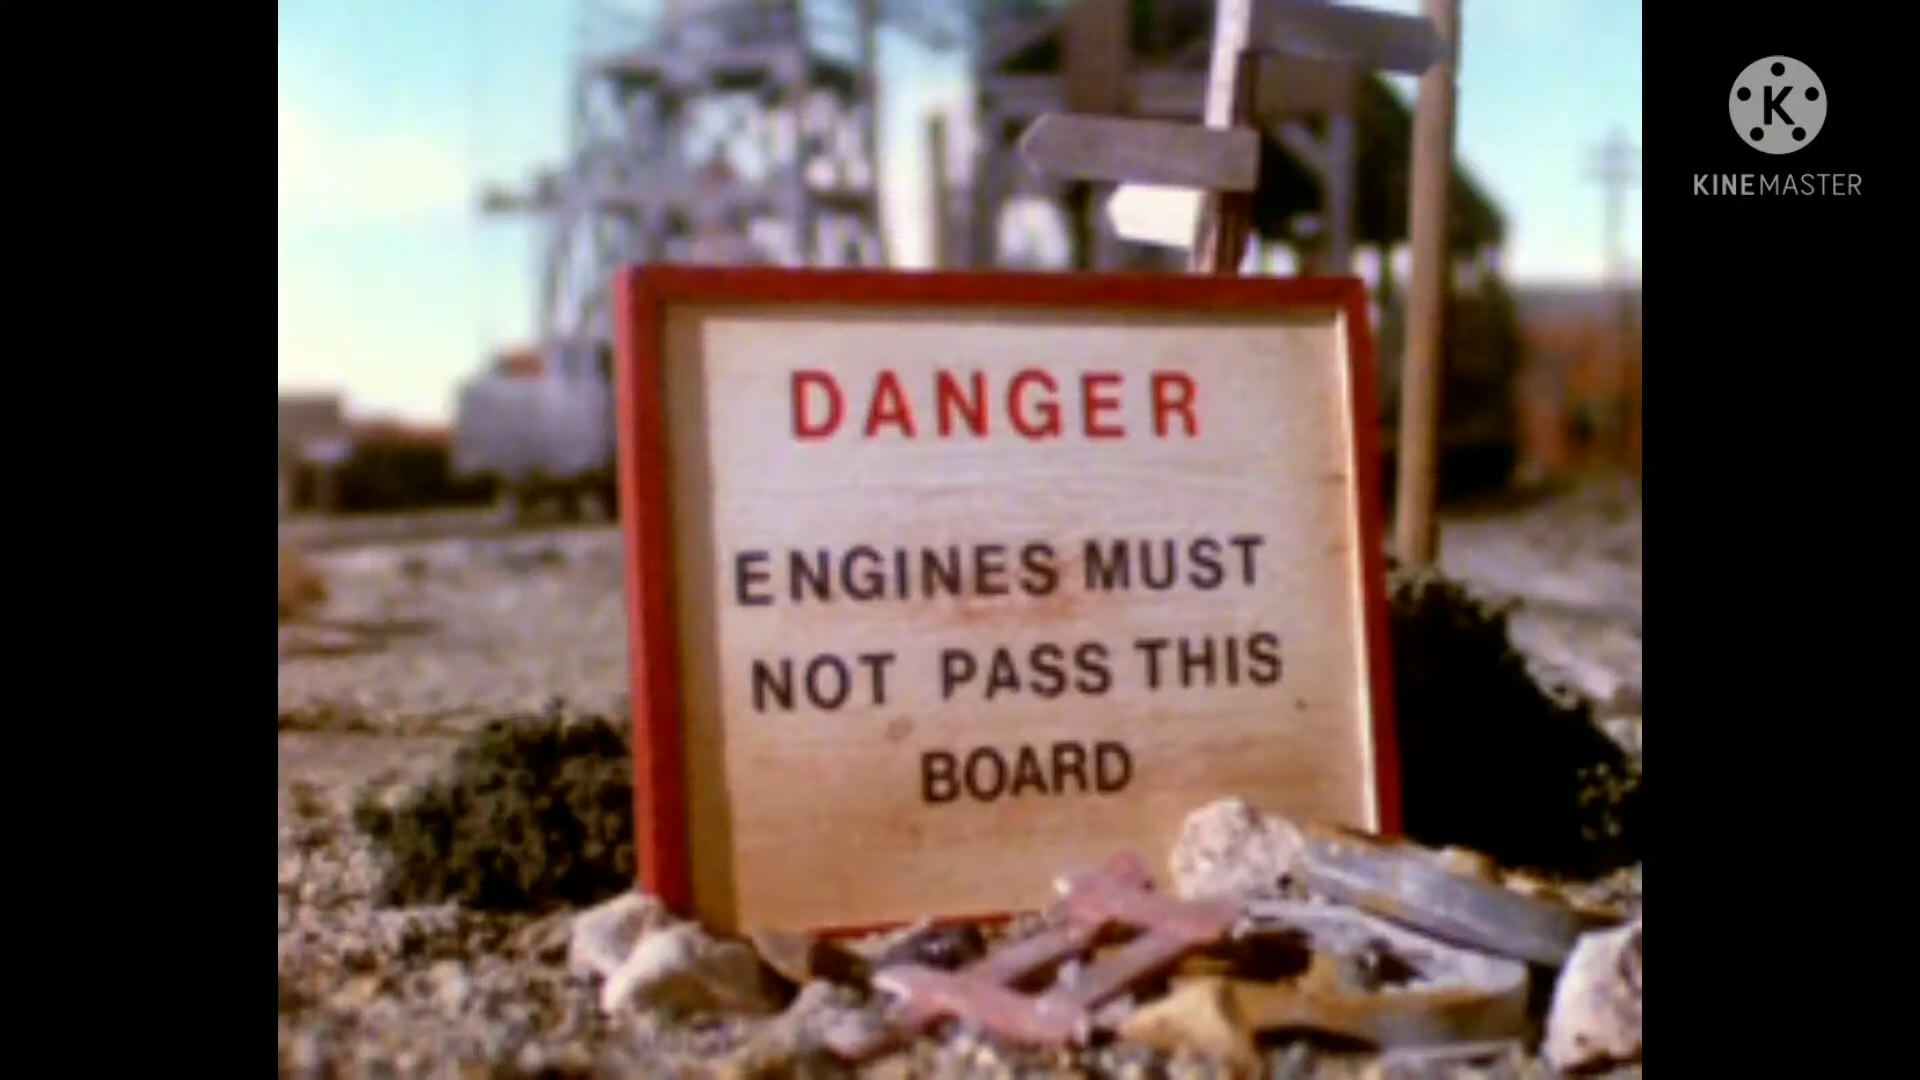 DANGER
ENGINES MUST
NOT PASS THIS
BOARD
K
KINEMASTER